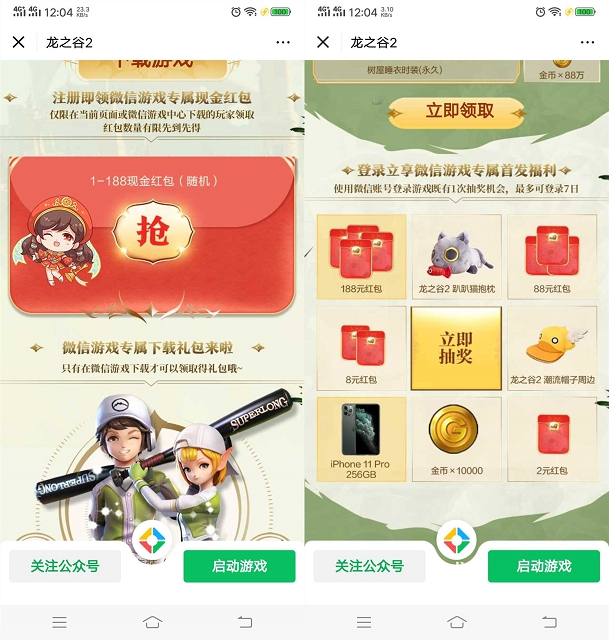 4G 4G 12:04 23.3 KB/s 100
龙之谷2
下载游戏
注册即领微信游戏专属现金红包
仅限在当前页面或微信游戏中心下载的玩家领取
红包数量有限先到先得
1-188现金红包（随机）
抢
微信游戏专属下载礼包来啦
只有在微信游戏下载才可以领取得礼包哦~
SUPERLONG
SUPERLONG
关注公众号
启动游戏
4G 4G 12:04 3.10 KB/s 100
龙之谷2
树屋睡衣时装(永久)
金币×88万
立即领取
登录立享微信游戏专属首发福利
使用微信账号登录游戏既有1次抽奖机会，最多可登录7日
188元红包
龙之谷2 趴趴猫抱枕
88元红包
8元红包
立即
抽奖
龙之谷2 潮流帽子周边
iPhone 11 Pro
256GB
金币×10000
2元红包
关注公众号
启动游戏